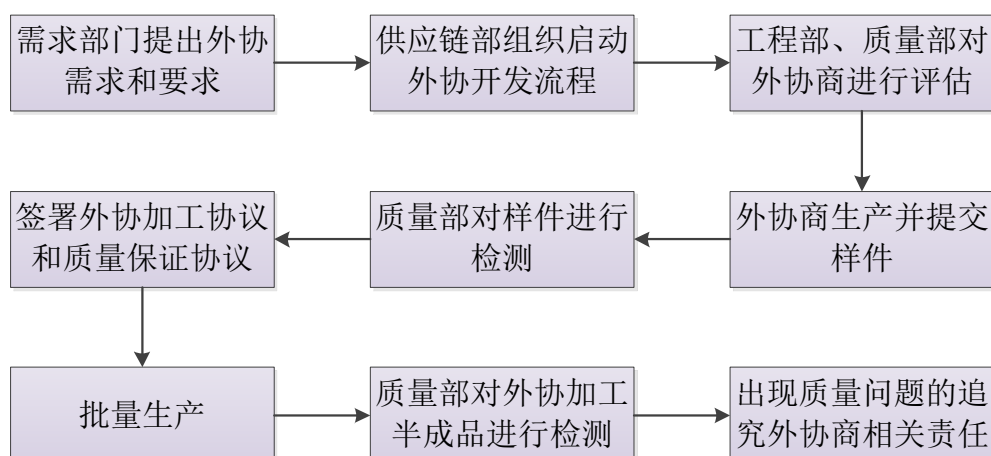 需求部门提出外协
需求和要求
供应链部组织启动
外协开发流程
工程部、质量部对
外协商进行评估
外协商生产并提交
样件
质量部对样件进行
检测
签署外协加工协议
和质量保证协议
批量生产
质量部对外协加工
半成品进行检测
出现质量问题的追
究外协商相关责任